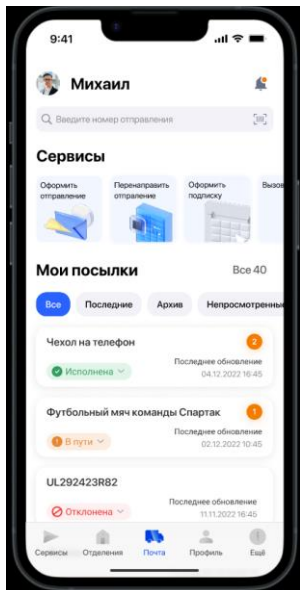 9:41
Михаил
Введите номер отправления
Сервисы
Оформить
отправление
Перенаправить
отпраление
Оформить
подписку
Вызов
Мои посылки
Все 40
Все
Последние
Архив
Непросмотренные
Чехол на телефон
2
Последнее обновление
Исполнена
04.12.2022 16:45
Футбольный мяч команды Спартак
1
Последнее обновление
В пути
02.12.2022 10:45
UL292423R82
Последнее обновление
Отклонена
11.11.2022 16:45
Сервисы
Отделения
Почта
Профиль
Ещё